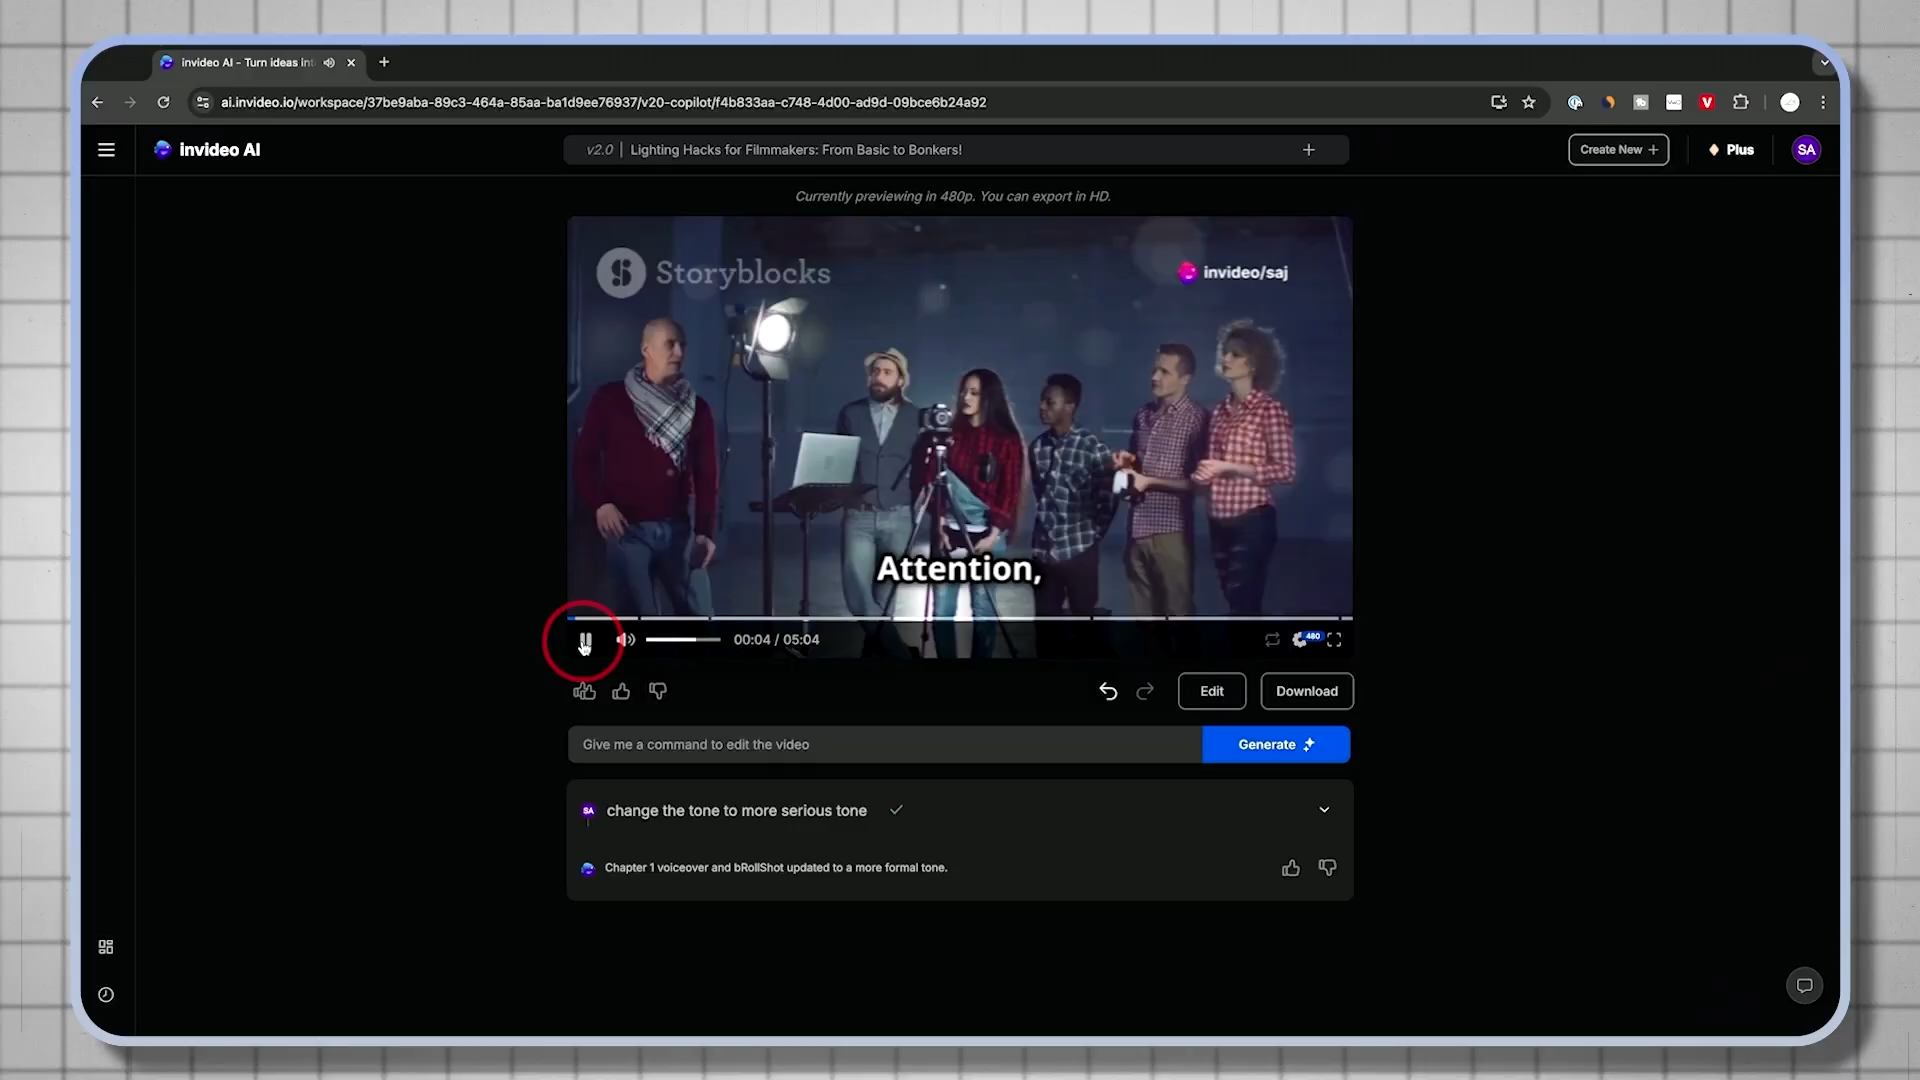 invideo AI - Turn ideas int
ai.invideo.io/workspace/37be9aba-89c3-464a-85aa-ba1d9ee76937/v20-copilot/f4b833aa-c748-4d00-ad9d-09bce6b24a92
invideo AI
v2.0 | Lighting Hacks for Filmmakers: From Basic to Bonkers!
Create New +
Plus
SA
Currently previewing in 480p. You can export in HD.
Storyblocks
invideo/saj
Attention,
00:04 / 05:04
480
Edit
Download
Give me a command to edit the video
Generate
SA
change the tone to more serious tone
Chapter 1 voiceover and bRollShot updated to a more formal tone.